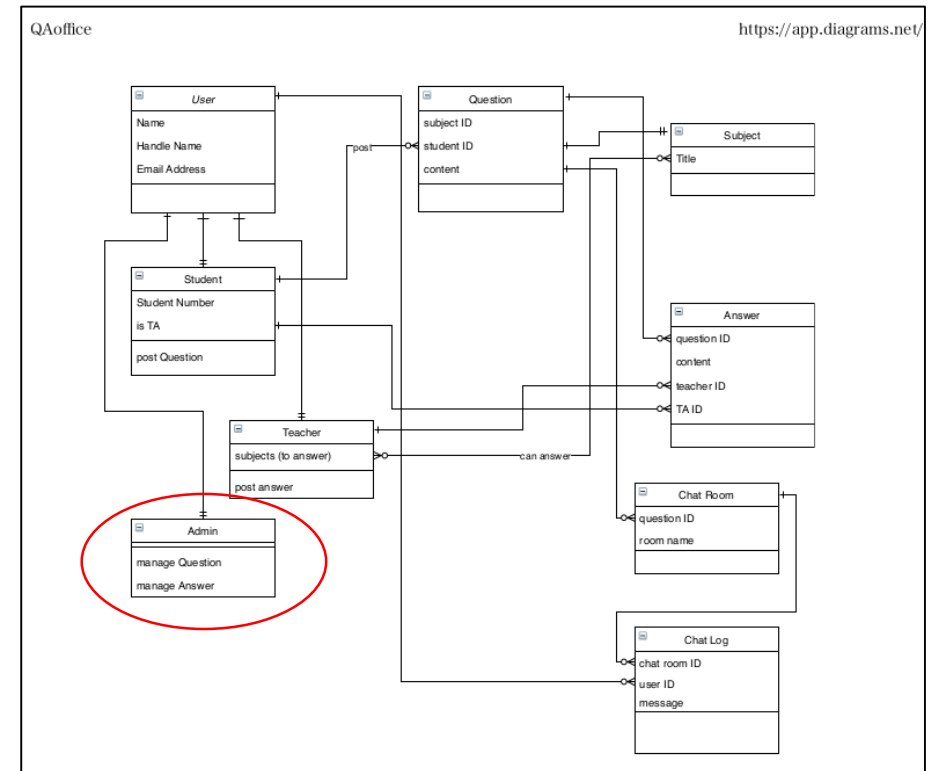 QAoffice
https://app.diagrams.net/
User
Name
Handle Name
Email Address
Question
subject ID
student ID
content
Subject
Title
post
Student
Student Number
is TA
post Question
Answer
question ID
content
teacher ID
TA ID
Teacher
subjects (to answer)
post answer
can answer
Chat Room
question ID
room name
Admin
manage Question
manage Answer
Chat Log
chat room ID
user ID
message